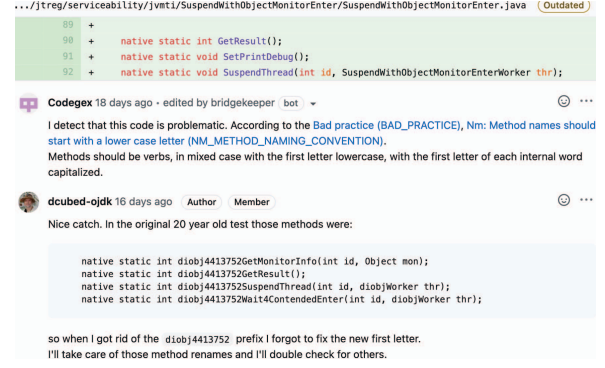 .../jtreg/serviceability/jvmti/SuspendWithObjectMonitorEnter/SuspendWithObjectMonitorEnter.java Outdated
89 +
90 + native static int GetResult();
91 + native static void SetPrintDebug();
92 + native static void SuspendThread(int id, SuspendWithObjectMonitorEnterWorker thr);
Codegex 18 days ago • edited by bridgekeeper bot
I detect that this code is problematic. According to the Bad practice (BAD_PRACTICE), Nm: Method names should
start with a lower case letter (NM_METHOD_NAMING_CONVENTION).
Methods should be verbs, in mixed case with the first letter lowercase, with the first letter of each internal word
capitalized.
dcubed-ojdk 16 days ago Author Member
Nice catch. In the original 20 year old test those methods were:
native static int diobj4413752GetMonitorInfo(int id, Object mon);
native static int diobj4413752GetResult();
native static int diobj4413752SuspendThread(int id, diobjWorker thr);
native static int diobj4413752Wait4ContendedEnter(int id, diobjWorker thr);
so when I got rid of the diobj4413752 prefix I forgot to fix the new first letter.
I'll take care of those method renames and I'll double check for others.